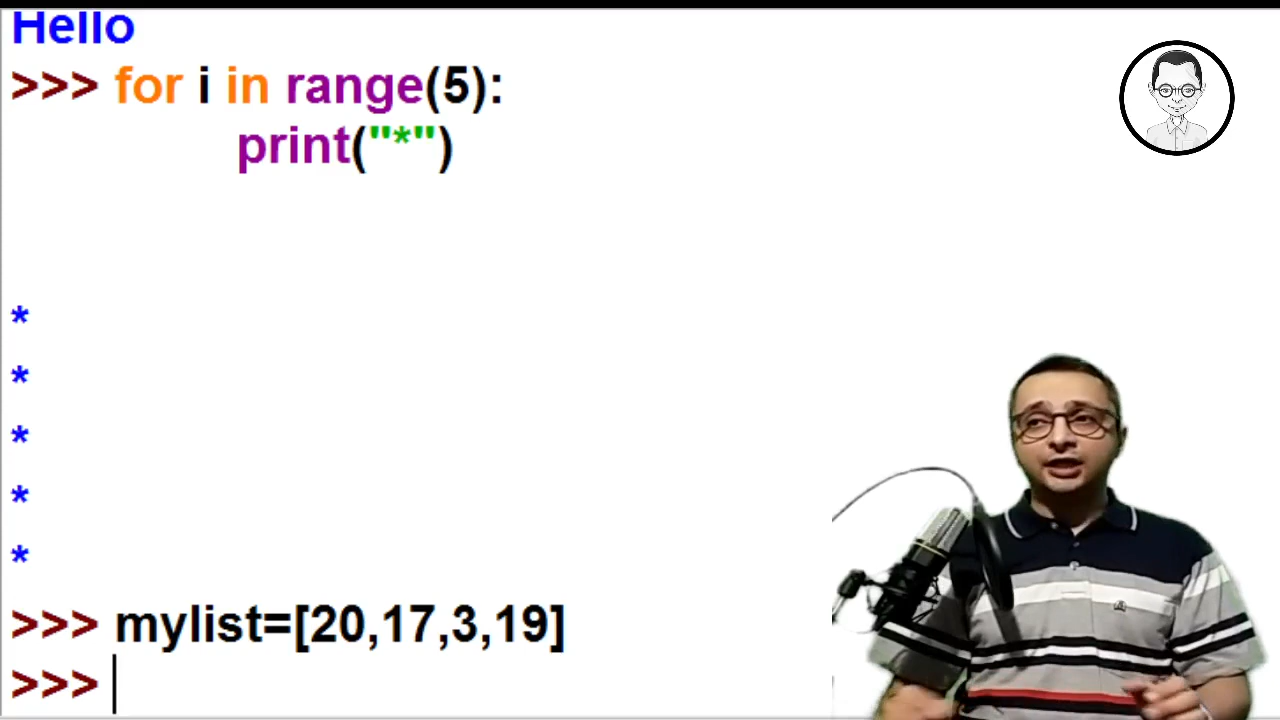 Hello
>>> for i in range(5):
print("*")
*
*
*
*
*
>>> mylist=[20,17,3,19]
>>>